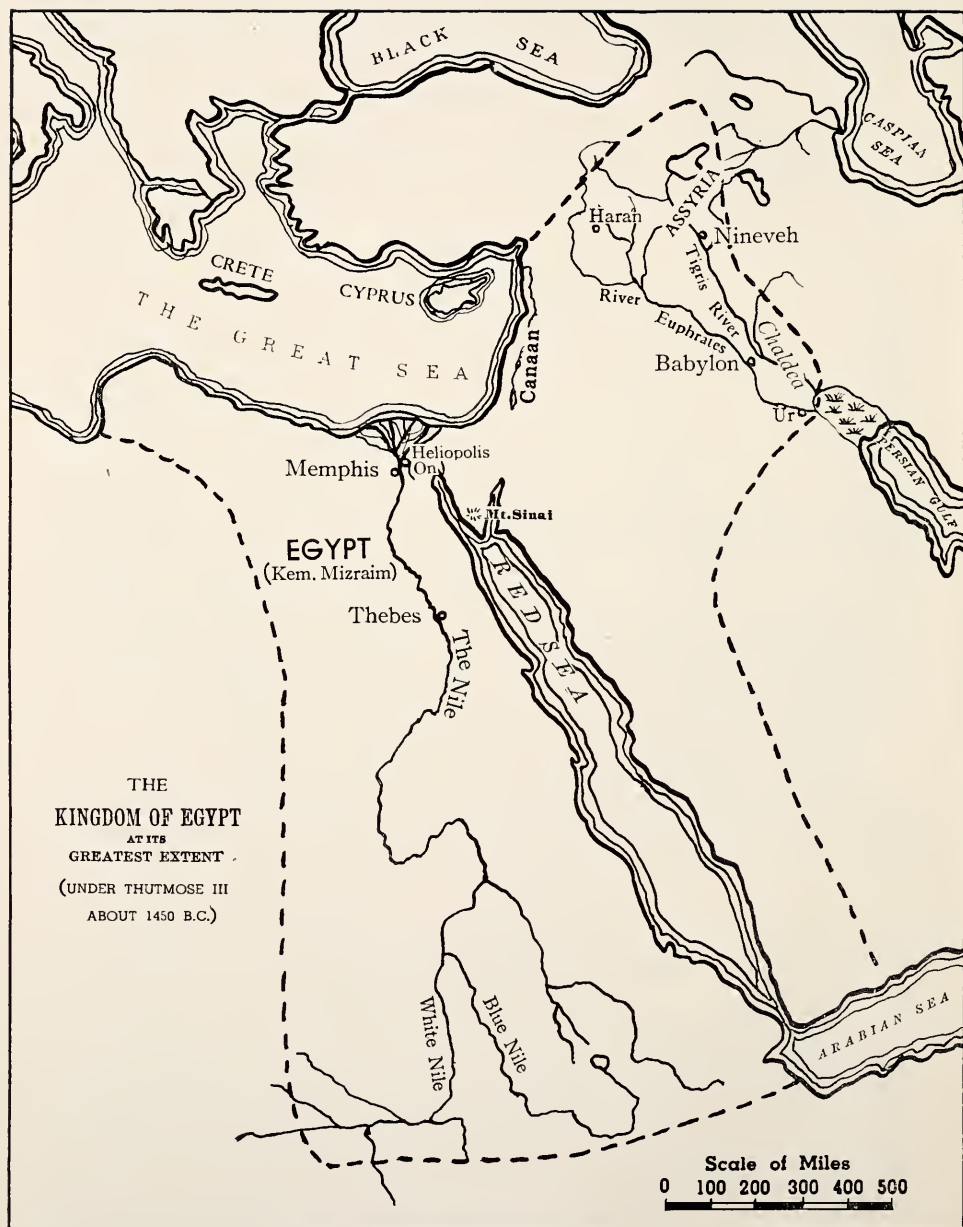 BLACK SEA
CASPIAN
SEA
ASSYRIA
Haran
Nineveh
CRETE
CYPRUS
Tigris River
River Euphrates
THE GREAT SEA
Canaan
Chaldea
Babylon
Ur
PERSIAN GULF
Heliopolis
On
Memphis
Mt. Sinai
EGYPT
(Kem. Mizraim)
RED SEA
Thebes
The Nile
THE
KINGDOM OF EGYPT
AT ITS
GREATEST EXTENT
(UNDER THUTMOSE III
ABOUT 1450 B.C.)
White Nile
Blue Nile
ARABIAN SEA
Scale of Miles
0 100 200 300 400 500